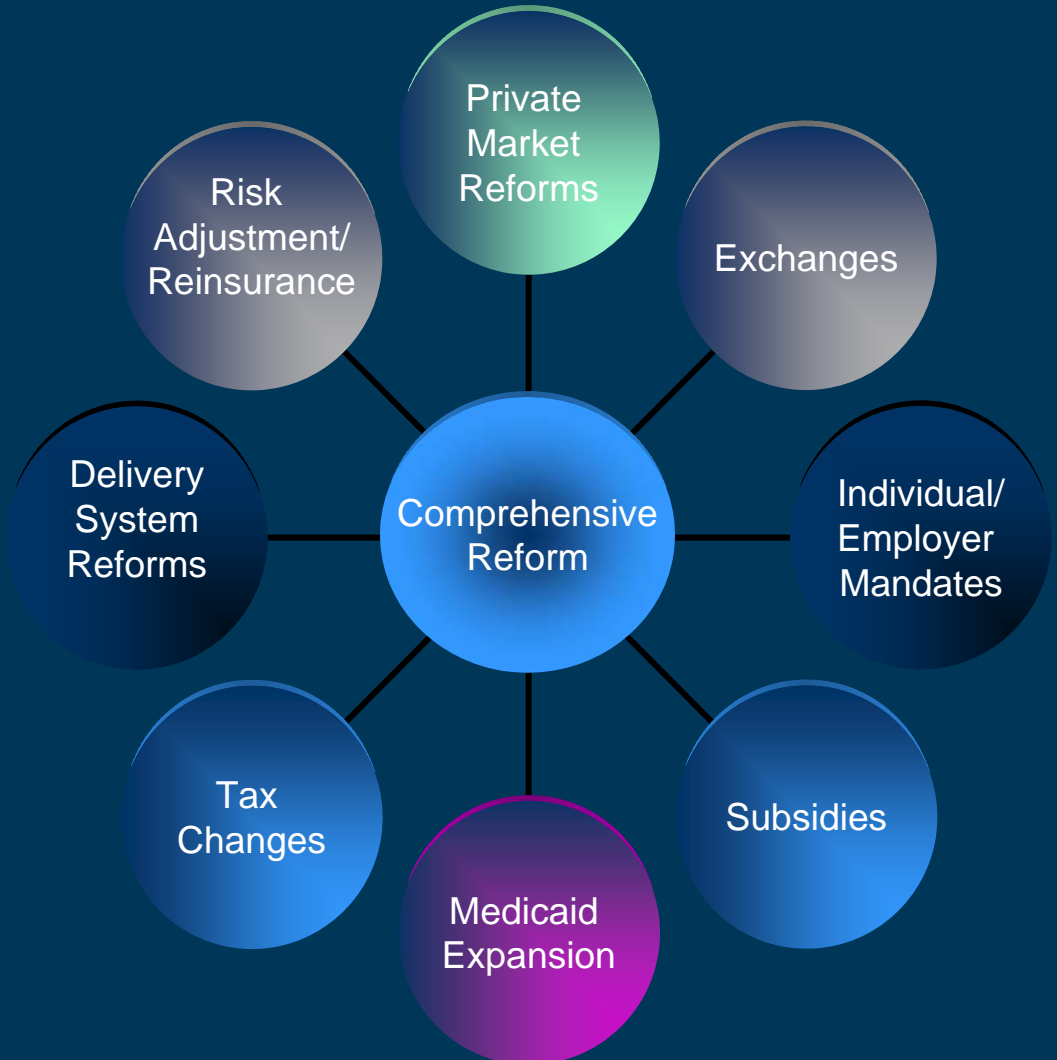 Private
Market
Reforms
Risk
Adjustment/
Reinsurance
Exchanges
Delivery
System
Reforms
Comprehensive
Reform
Individual/
Employer
Mandates
Tax
Changes
Subsidies
Medicaid
Expansion